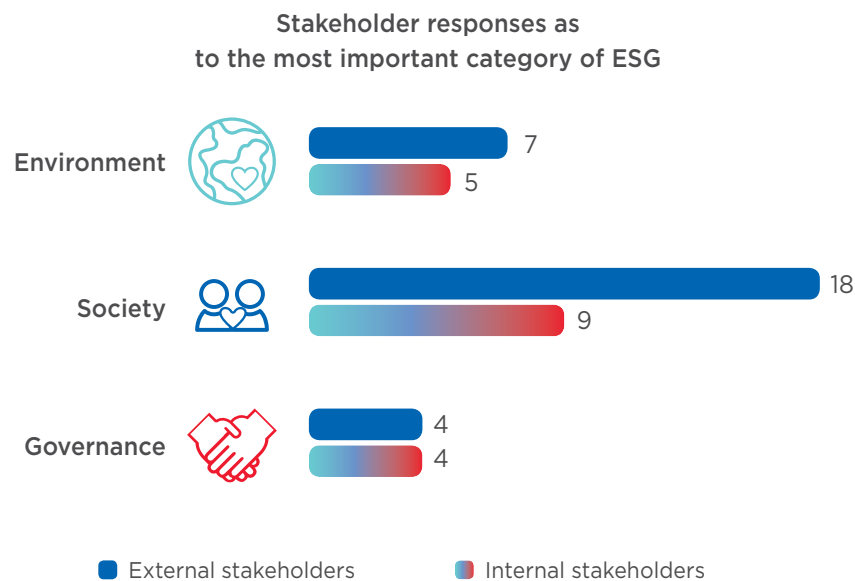 Stakeholder responses as
to the most important category of ESG
Environment
7
5
Society
18
9
Governance
4
4
External stakeholders
Internal stakeholders